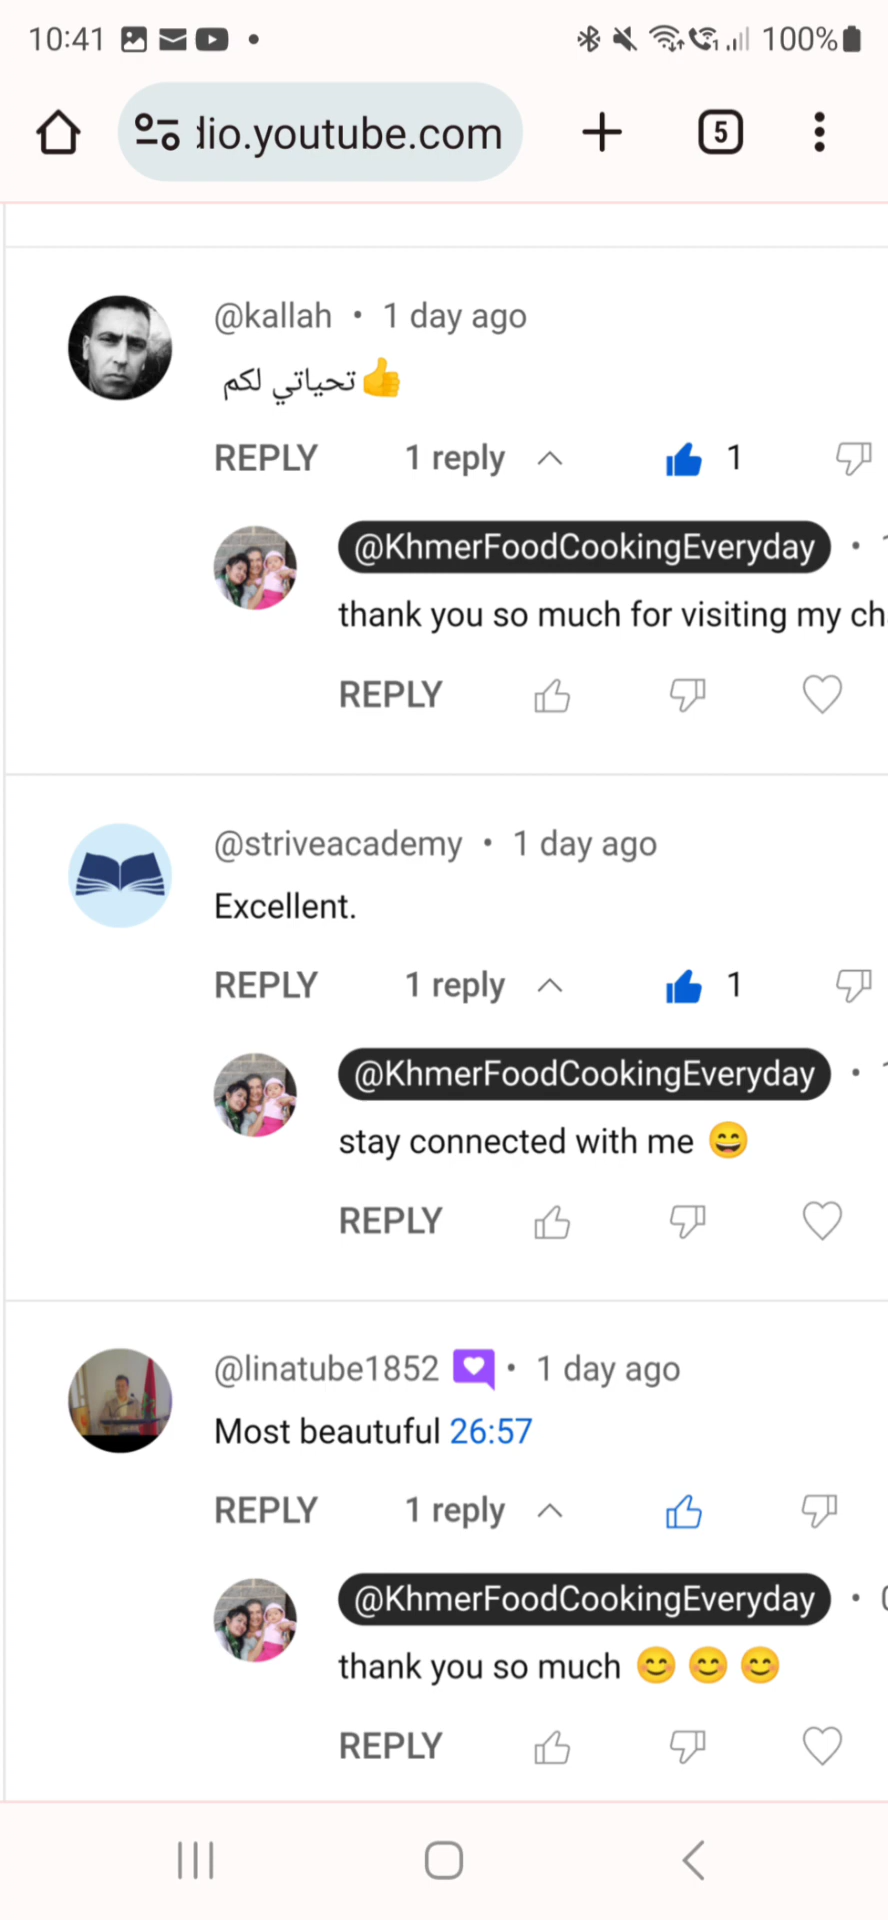 10:41
100%
dio.youtube.com
5
@kallah • 1 day ago
تحياتي لكم👍
REPLY 1 reply 1
@KhmerFoodCookingEveryday •
thank you so much for visiting my ch
REPLY
@striveacademy • 1 day ago
Excellent.
REPLY 1 reply 1
@KhmerFoodCookingEveryday •
stay connected with me 😄
REPLY
@linatube1852 • 1 day ago
Most beautuful 26:57
REPLY 1 reply
@KhmerFoodCookingEveryday •
thank you so much 😊 😊 😊
REPLY